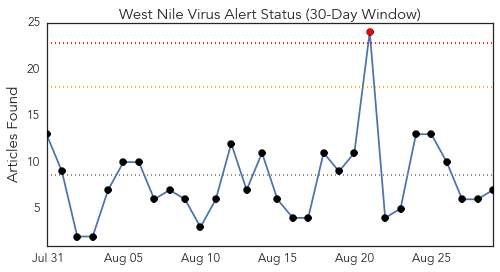 West Nile Virus Alert Status (30-Day Window)
Articles Found
25
20
15
10
5
Jul 31 Aug 05 Aug 10 Aug 15 Aug 20 Aug 25